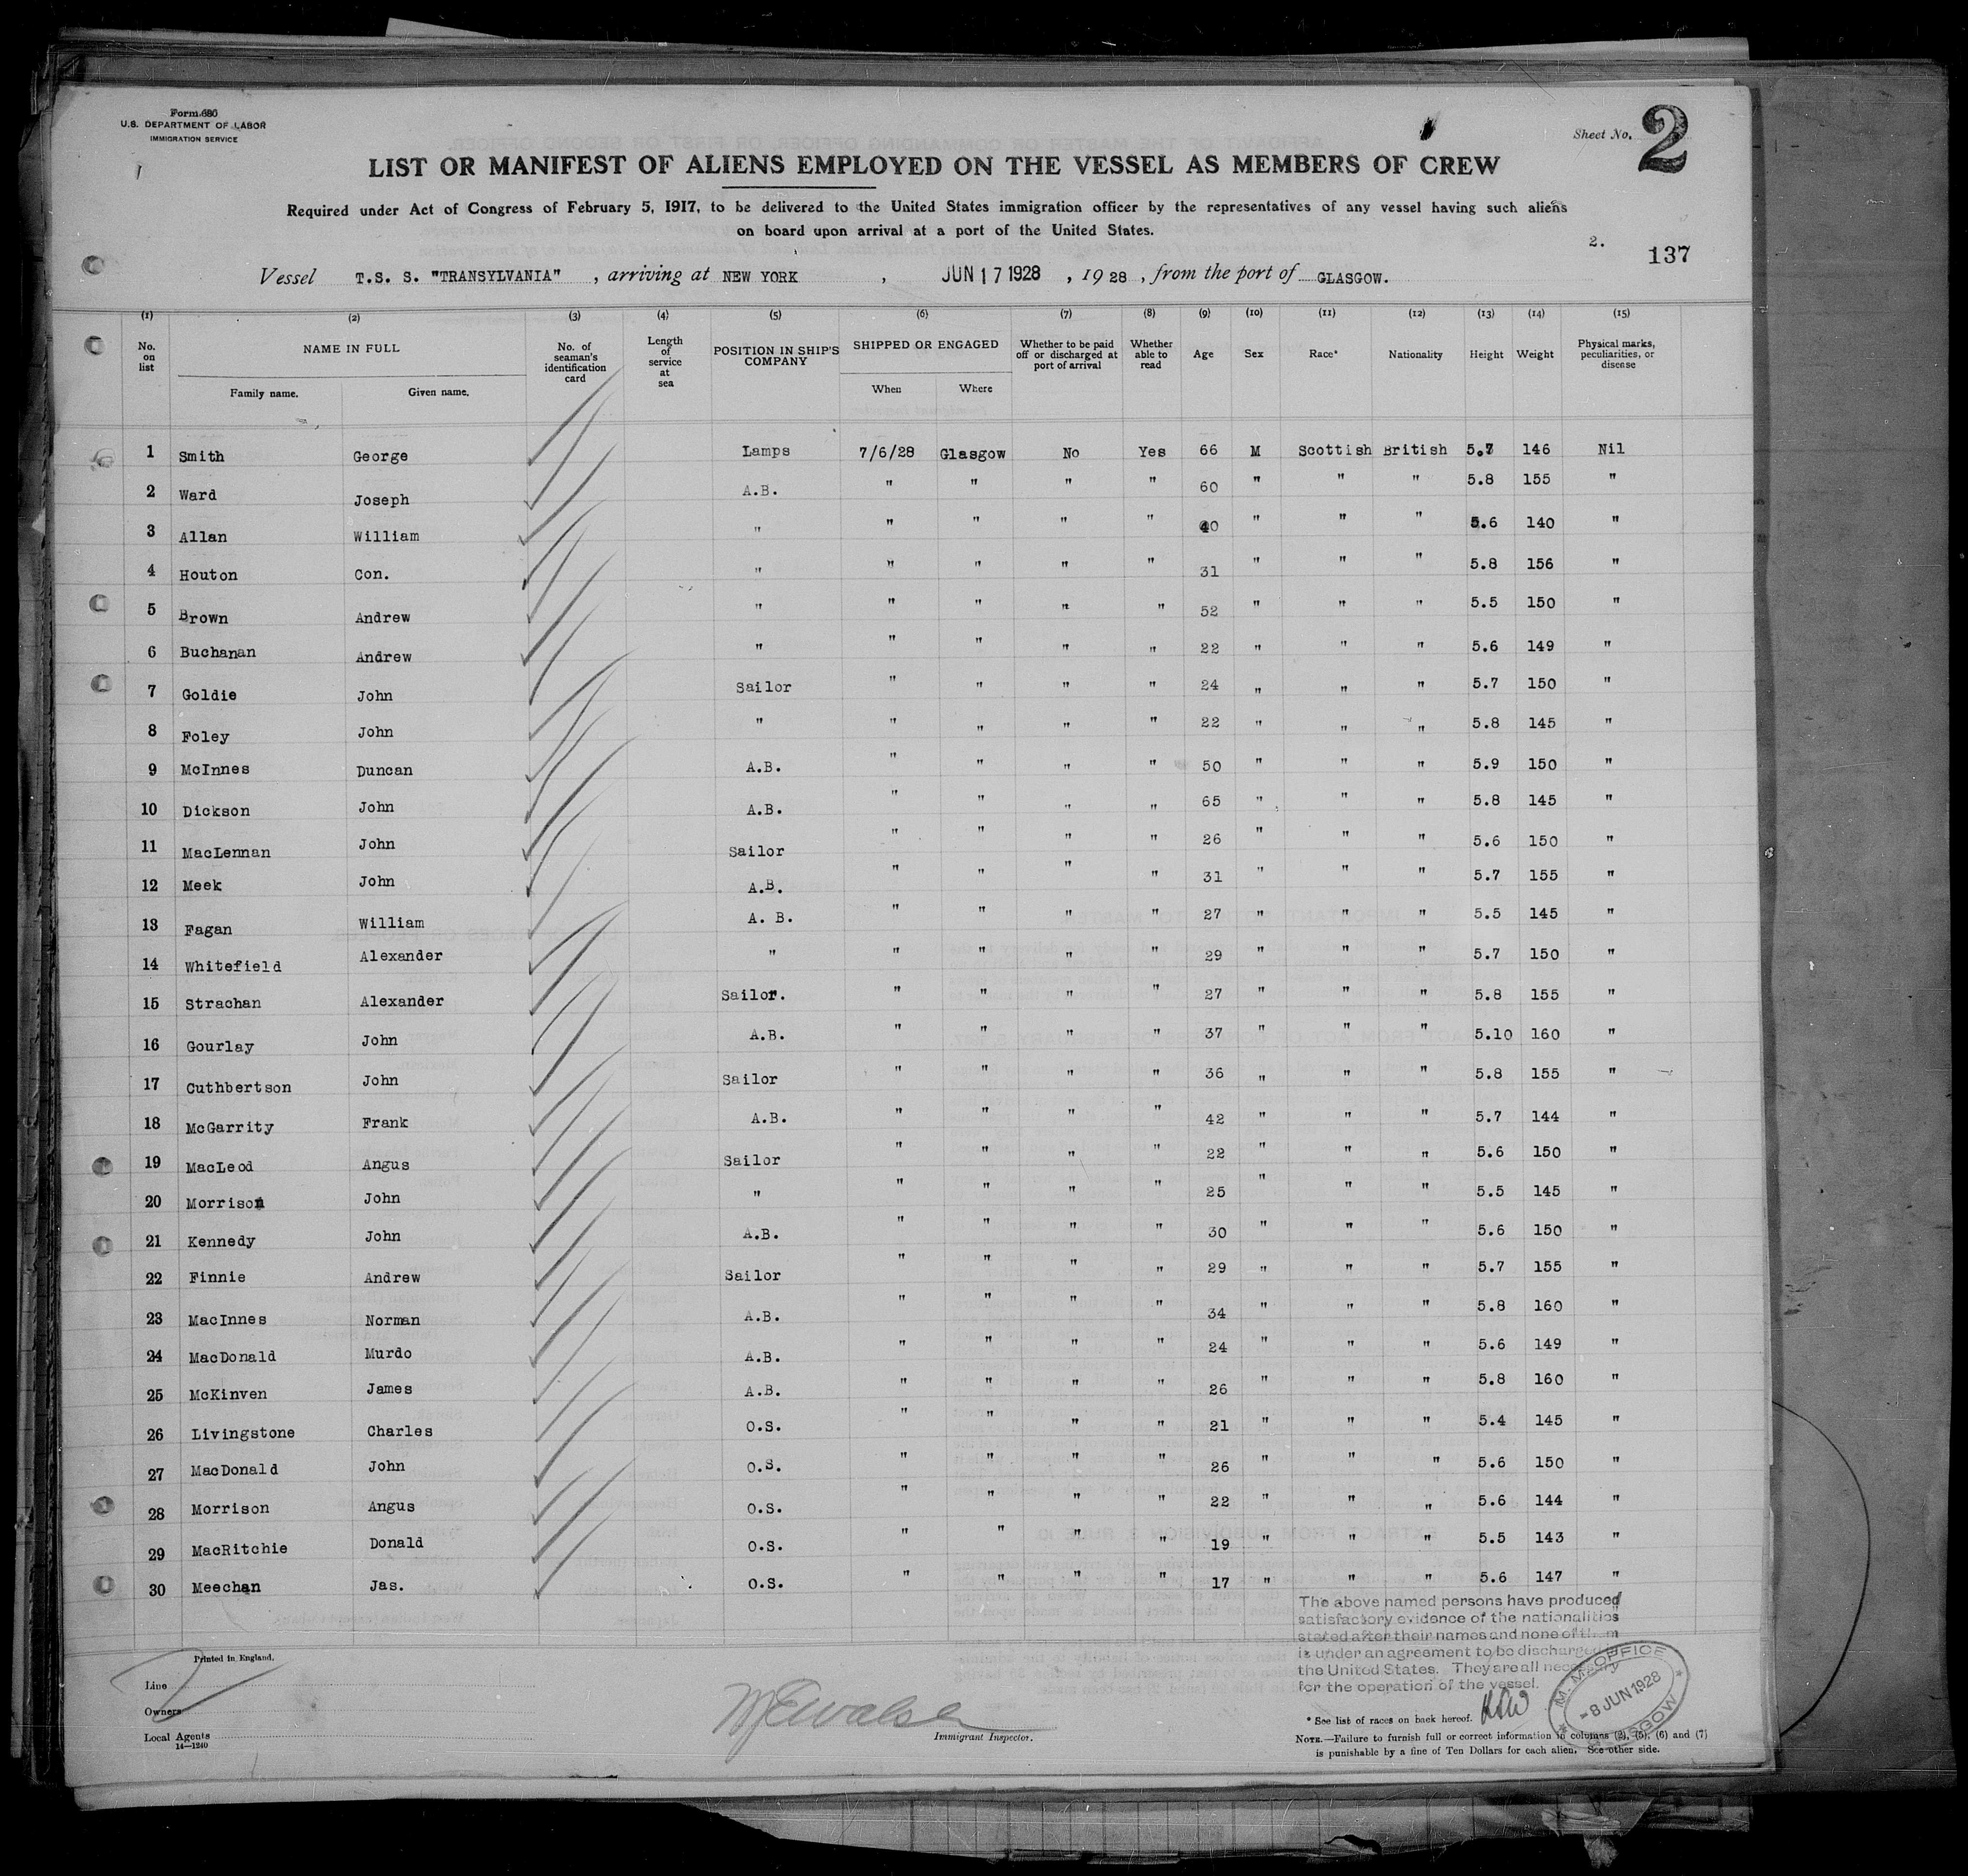 Form 680
U.S. DEPARTMENT OF LABOR
IMMIGRATION SERVICE
Sheet No. 2
LIST OR MANIFEST OF ALIENS EMPLOYED ON THE VESSEL AS MEMBERS OF CREW
Required under Act of Congress of February 5, 1917, to be delivered to the United States immigration officer by the representatives of any vessel having such aliens
on board upon arrival at a port of the United States.
2.
137
Vessel T.S. S. "TRANSYLVANIA" , arriving at NEW YORK , JUN 17 1928 , 1928 , from the port of GLASGOW.
(1) (2) (3) (4) (5) (6) (7) (8) (9) (10) (11) (12) (13) (14) (15)
No. on list NAME IN FULL Family name. Given name. No. of seaman's identification card Length of service at sea POSITION IN SHIP'S COMPANY SHIPPED OR ENGAGED When Where Whether to be paid off or discharged at port of arrival Whether able to read Age Sex Race* Nationality Height Weight Physical marks, peculiarities, or disease
1 Smith George Lamps 7/6/28 Glasgow No Yes 66 M Scottish British 5.7 146 Nil
2 Ward Joseph A.B. " " " " 60 " " " 5.8 155 "
3 Allan William " " " " " 40 " " " 5.6 140 "
4 Houton Con. " " " " " 31 " " " 5.8 156 "
5 Brown Andrew " " " " " 52 " " " 5.5 150 "
6 Buchanan Andrew " " " " " 22 " " " 5.6 149 "
7 Goldie John Sailor " " " " 24 " " " 5.7 150 "
8 Foley John " " " " " 22 " " " 5.8 145 "
9 McInnes Duncan A.B. " " " " 50 " " " 5.9 150 "
10 Dickson John A.B. " " " " 65 " " " 5.8 145 "
11 MacLennan John Sailor " " " " 26 " " " 5.6 150 "
12 Meek John A.B. " " " " 31 " " " 5.7 155 "
13 Fagan William A. B. " " " " 27 " " " 5.5 145 "
14 Whitefield Alexander " " " " " 29 " " " 5.7 150 "
15 Strachan Alexander Sailor. " " " " 27 " " " 5.8 155 "
16 Gourlay John A.B. " " " " 37 " " " 5.10 160 "
17 Cuthbertson John Sailor " " " " 36 " " " 5.8 155 "
18 McGarrity Frank A.B. " " " " 42 " " " 5.7 144 "
19 MacLeod Angus Sailor " " " " 22 " " " 5.6 150 "
20 Morrison John " " " " " 25 " " " 5.5 145 "
21 Kennedy John A.B. " " " " 30 " " " 5.6 150 "
22 Finnie Andrew Sailor " " " " 29 " " " 5.7 155 "
23 MacInnes Norman A.B. " " " " 34 " " " 5.8 160 "
24 MacDonald Murdo A.B. " " " " 24 " " " 5.6 149 "
25 McKinven James A.B. " " " " 26 " " " 5.8 160 "
26 Livingstone Charles O.S. " " " " 21 " " " 5.4 145 "
27 MacDonald John O.S. " " " " 26 " " " 5.6 150 "
28 Morrison Angus O.S. " " " " 22 " " " 5.6 144 "
29 MacRitchie Donald O.S. " " " " 19 " " " 5.5 143 "
30 Meechan Jas. O.S. " " " " 17 " " " 5.6 147 "
The above named persons have produced
satisfactory evidence of the nationalities
stated after their names and none of them
is under an agreement to be discharged in
the United States. They are all necessary
for the operation of the vessel.
M. M. OFFICE
-8 JUN 1928
Printed in England.
Line
Owners
Local Agents
14—1240
Immigrant Inspector.
* See list of races on back hereof.
NOTE.—Failure to furnish full or correct information in columns (2), (5), (6) and (7)
is punishable by a fine of Ten Dollars for each alien. See other side.